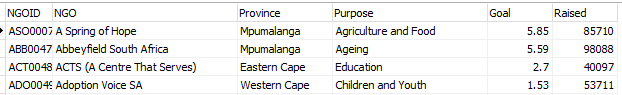 NGOID NGO Province Purpose Goal Raised
ASO0007 A Spring of Hope Mpumalanga Agriculture and Food 5.85 85710
ABB0047 Abbeyfield South Africa Mpumalanga Ageing 5.59 98088
ACT0048 ACTS (A Centre That Serves) Eastern Cape Education 2.7 40097
ADO0049 Adoption Voice SA Western Cape Children and Youth 1.53 53711